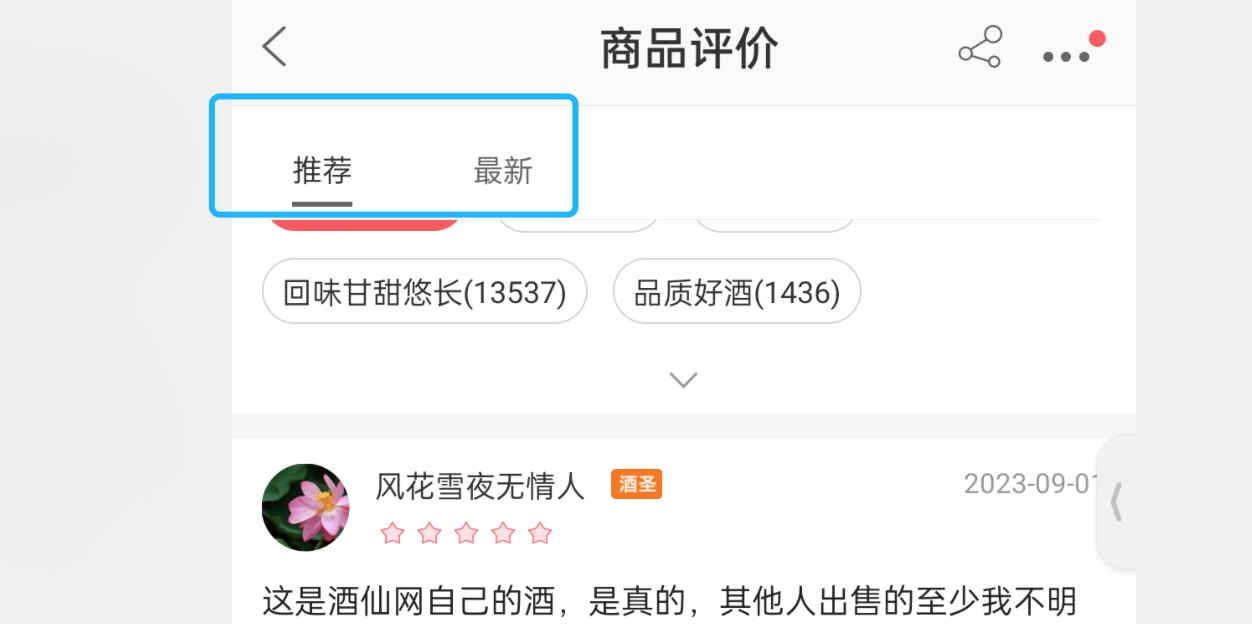 商品评价
推荐 最新
回味甘甜悠长(13537) 品质好酒(1436)
风花雪夜无情人 酒圣 2023-09-01
这是酒仙网自己的酒，是真的，其他人出售的至少我不明